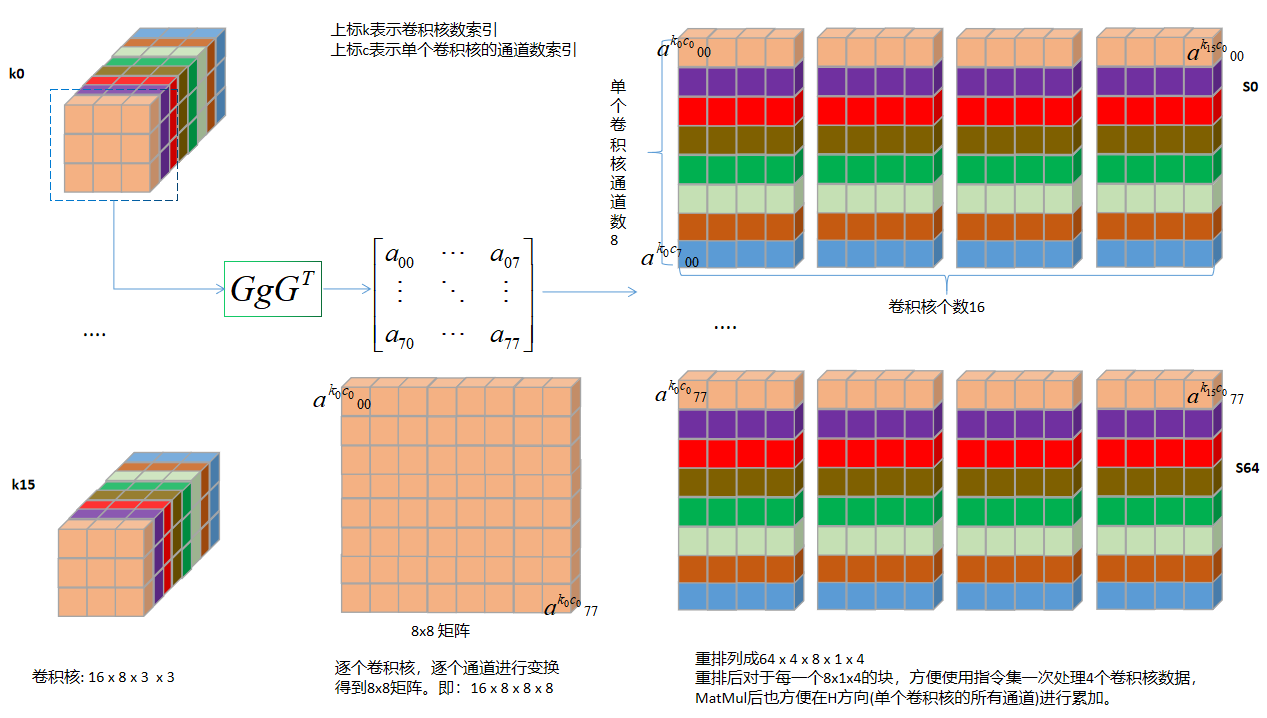 上标k表示卷积核数索引
上标c表示单个卷积核的通道数索引
k0
单个卷积核通道数8
a^{k_0c_0}_{00}
a^{k_{15}c_0}_{00}
S0
a^{k_0c_7}_{00}
卷积核个数16
GgG^T
a_{00} ⋯ a_{07}
⋮ ⋱ ⋮
a_{70} ⋯ a_{77}
....
....
k15
a^{k_0c_0}_{00}
a^{k_0c_0}_{77}
8x8 矩阵
a^{k_0c_0}_{77}
a^{k_{15}c_0}_{77}
S64
卷积核: 16 x 8 x 3 x 3
逐个卷积核，逐个通道进行变换
得到8x8矩阵。即：16 x 8 x 8 x 8
重排列成64 x 4 x 8 x 1 x 4
重排后对于每一个8x1x4的块，方便使用指令集一次处理4个卷积核数据，
MatMul后也方便在H方向(单个卷积核的所有通道)进行累加。